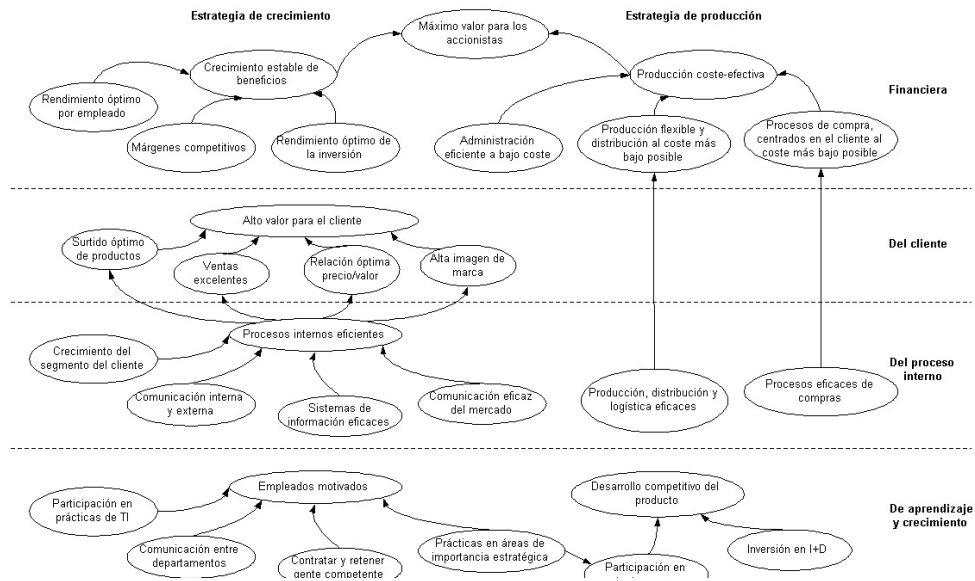 Estrategia de crecimiento
Estrategia de producción
Máximo valor para los
accionistas
Crecimiento estable de
beneficios
Producción coste-efectiva
Financiera
Rendimiento óptimo
por empleado
Márgenes competitivos
Rendimiento óptimo de
la inversión
Administración
eficiente a bajo coste
Producción flexible y
distribución al coste más
bajo posible
Procesos de compra,
centrados en el cliente al
coste más bajo posible
Alto valor para el cliente
Del cliente
Surtido óptimo
de productos
Ventas
excelentes
Relación óptima
precio/valor
Alta imagen de
marca
Procesos internos eficientes
Crecimiento del
segmento del cliente
Del proceso
interno
Comunicación interna
y externa
Sistemas de
información eficaces
Comunicación eficaz
del mercado
Producción, distribución y
logística eficaces
Procesos eficaces de
compras
Empleados motivados
Desarrollo competitivo del
producto
De aprendizaje
y crecimiento
Participación en
prácticas de TI
Comunicación entre
departamentos
Contratar y retener
gente competente
Prácticas en áreas de
importancia estratégica
Participación en
Inversión en I+D